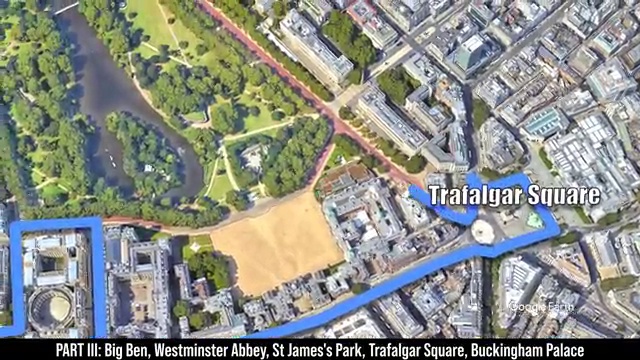 Trafalgar Square
Google Earth
PART III: Big Ben, Westminster Abbey, St James's Park, Trafalgar Square, Buckingham Palace